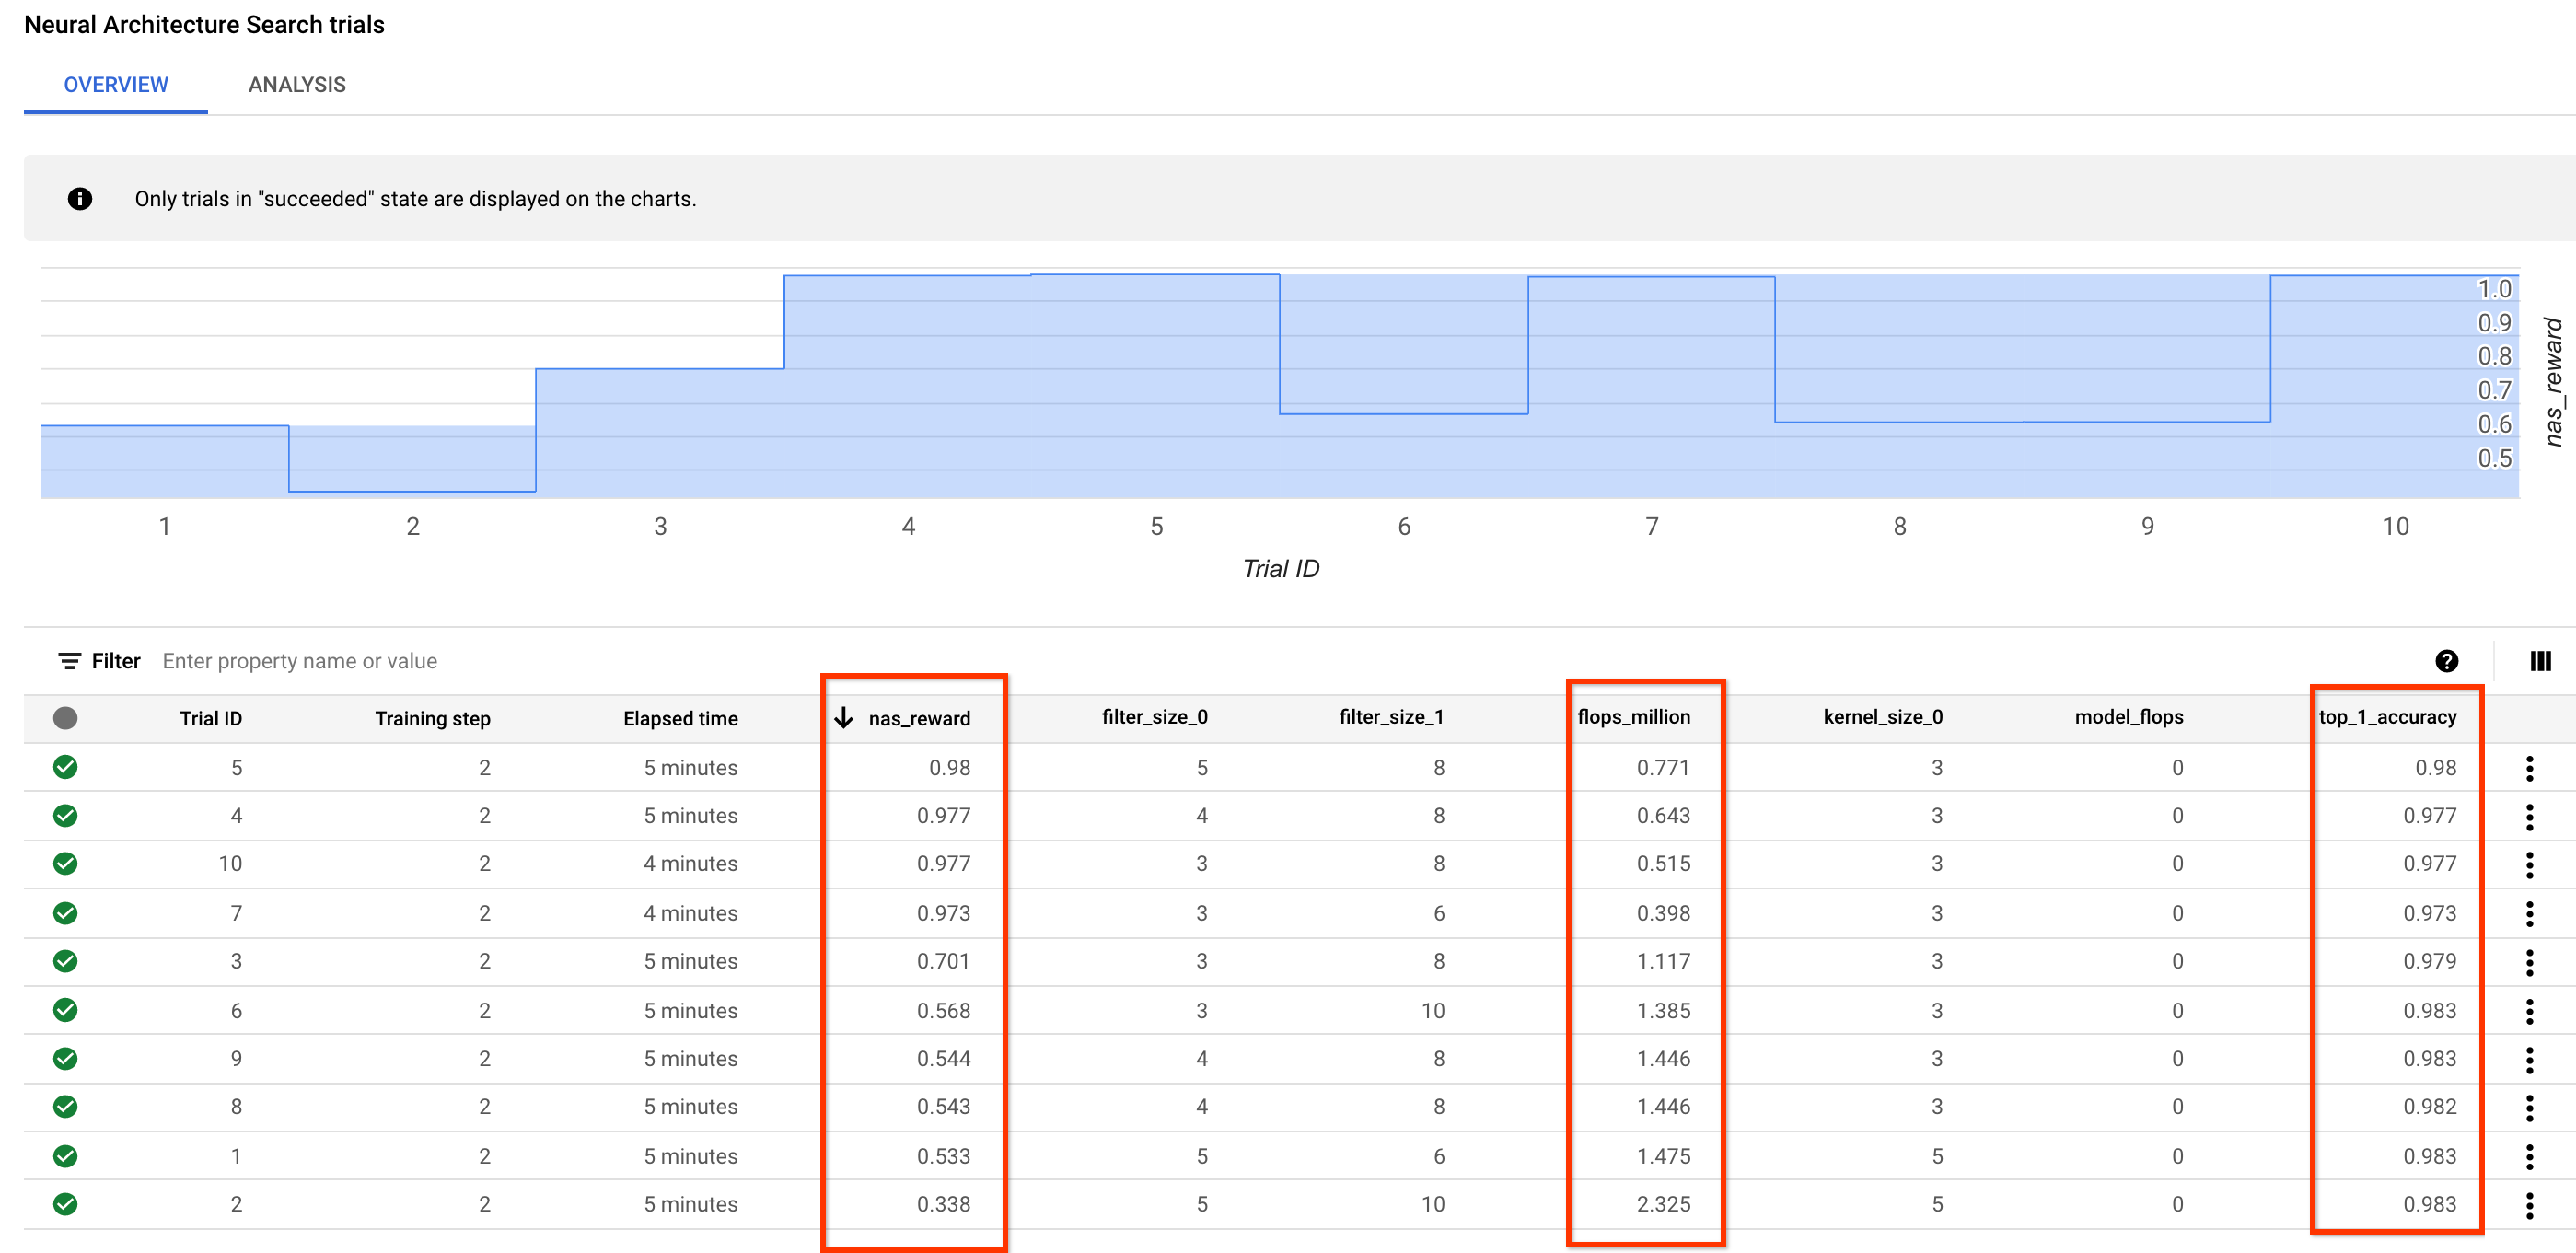 Neural Architecture Search trials
OVERVIEW ANALYSIS
Only trials in "succeeded" state are displayed on the charts.
1.0
0.9
0.8
0.7
0.6
0.5
nas_reward
1 2 3 4 5 6 7 8 9 10
Trial ID
Filter Enter property name or value
Trial ID Training step Elapsed time nas_reward filter_size_0 filter_size_1 flops_million kernel_size_0 model_flops top_1_accuracy
5 2 5 minutes 0.98 5 8 0.771 3 0 0.98
4 2 5 minutes 0.977 4 8 0.643 3 0 0.977
10 2 4 minutes 0.977 3 8 0.515 3 0 0.977
7 2 4 minutes 0.973 3 6 0.398 3 0 0.973
3 2 5 minutes 0.701 3 8 1.117 3 0 0.979
6 2 5 minutes 0.568 3 10 1.385 3 0 0.983
9 2 5 minutes 0.544 4 8 1.446 3 0 0.983
8 2 5 minutes 0.543 4 8 1.446 3 0 0.982
1 2 5 minutes 0.533 5 6 1.475 5 0 0.983
2 2 5 minutes 0.338 5 10 2.325 5 0 0.983